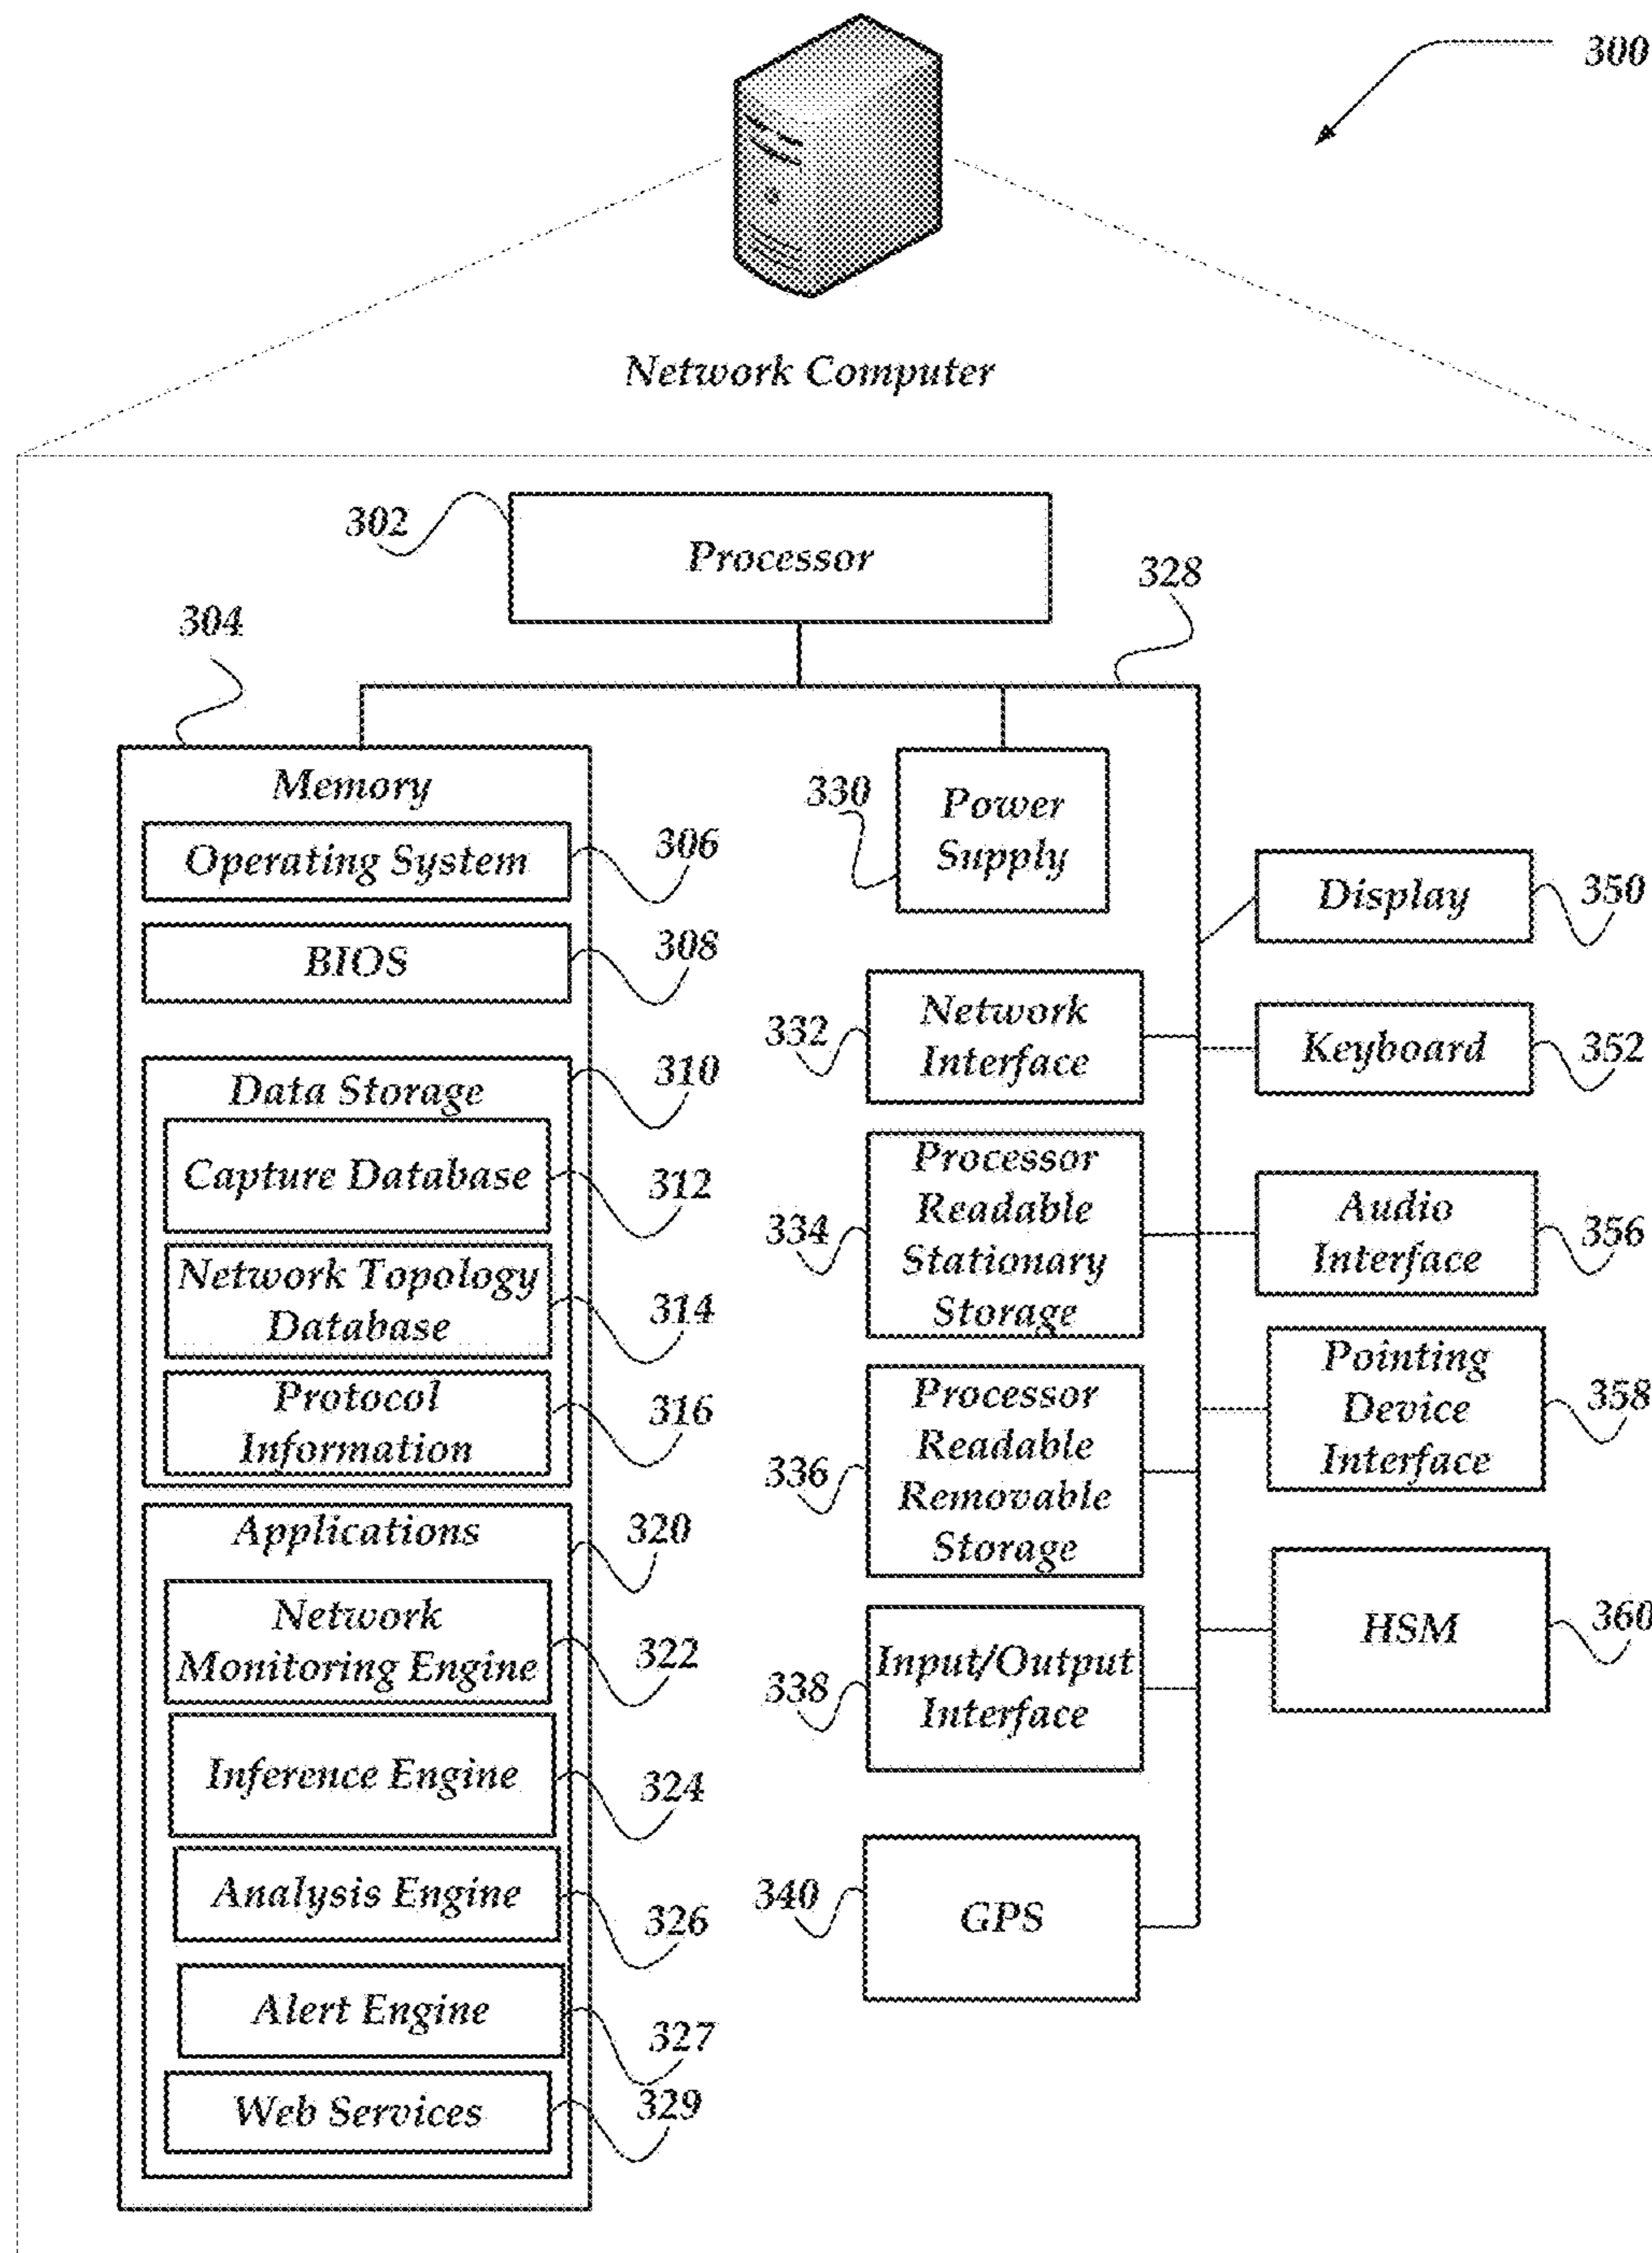 300
Network Computer
302
Processor
328
304
Memory
Operating System
306
BIOS
308
Data Storage
310
Capture Database
312
Network Topology
Database
314
Protocol
Information
316
Applications
320
Network
Monitoring Engine
322
Inference Engine
324
Analysis Engine
326
Alert Engine
327
Web Services
329
330
Power
Supply
332
Network
Interface
334
Processor
Readable
Stationary
Storage
336
Processor
Readable
Removable
Storage
338
Input/Output
Interface
340
GPS
Display
350
Keyboard
352
Audio
Interface
356
Pointing
Device
Interface
358
HSM
360